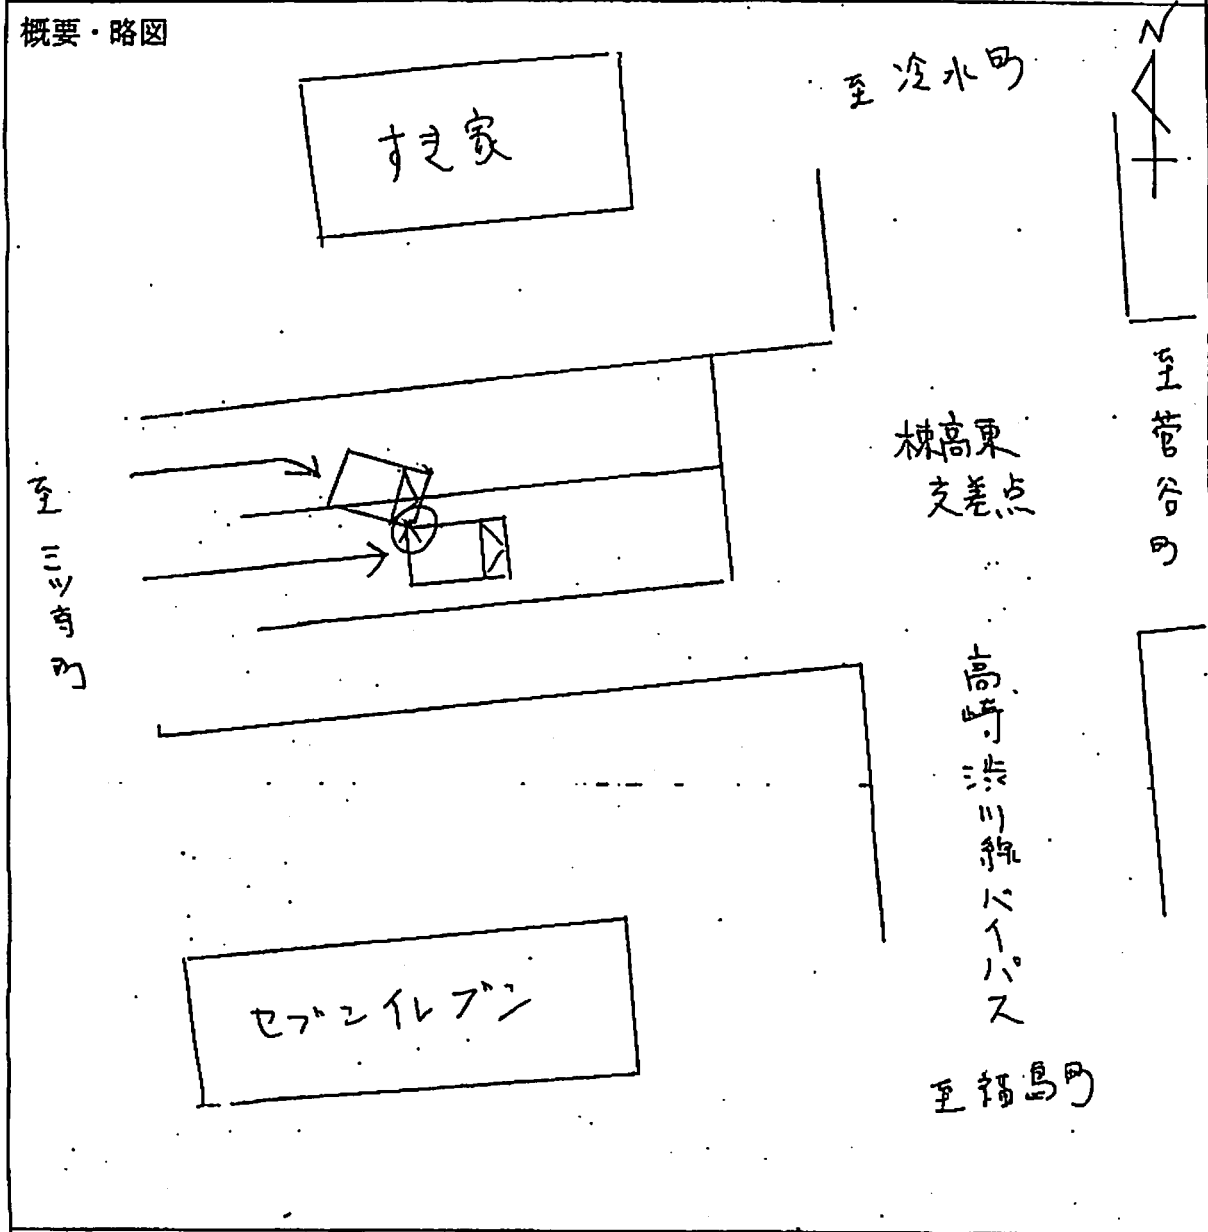 概要・略図
N
至 冷水町
すき家
至菅谷町
棟高東
交差点
至三ツ寺町
高崎渋川線バイパス
セブンイレブン
至福島町